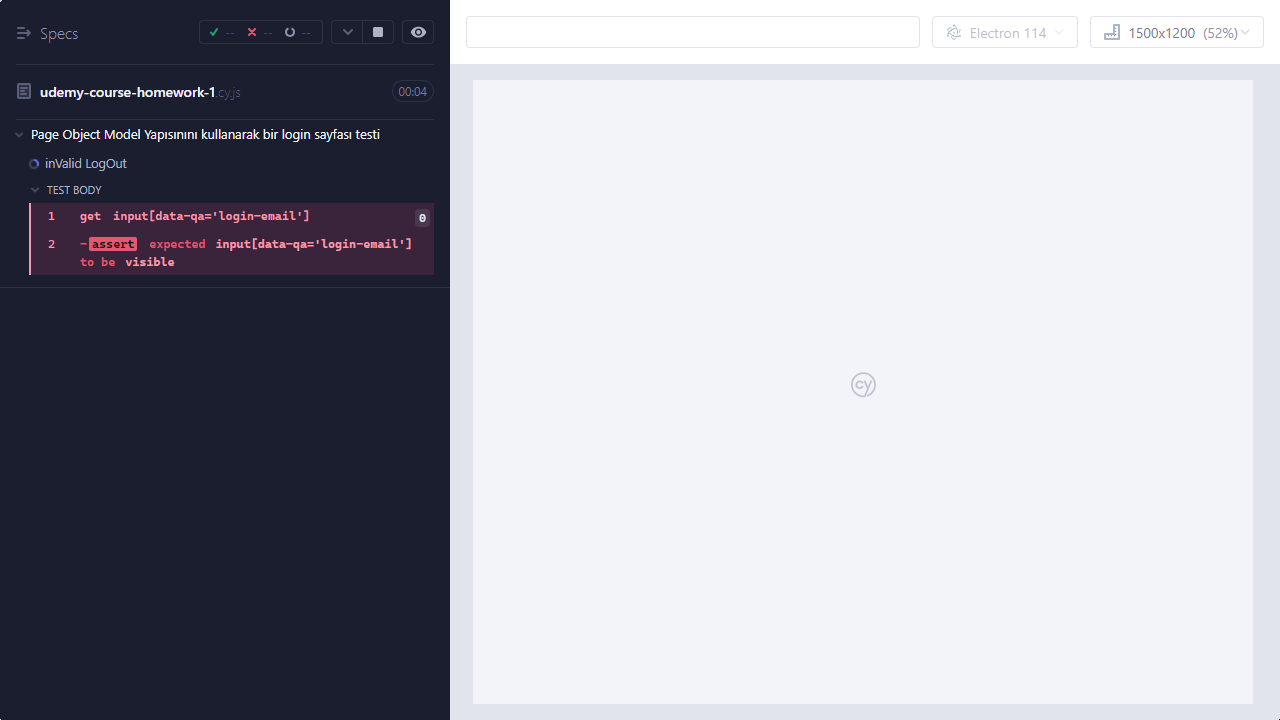 Specs
-- -- --
Electron 114
1500x1200 (52%)
udemy-course-homework-1.cy.js
00:04
Page Object Model Yapısınını kullanarak bir login sayfası testi
inValid LogOut
TEST BODY
1 get input[data-qa='login-email'] 0
2 -assert expected input[data-qa='login-email']
to be visible
cy